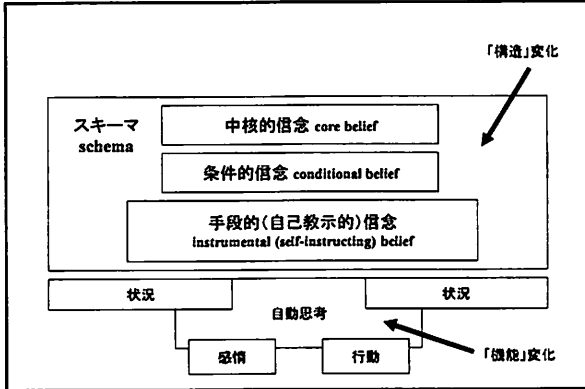 「構造」変化
スキーマ
schema
中核的信念 core belief
条件的信念 conditional belief
手段的(自己教示的)信念
instrumental (self-instructing) belief
状況
状況
自動思考
感情
行動
「機能」変化